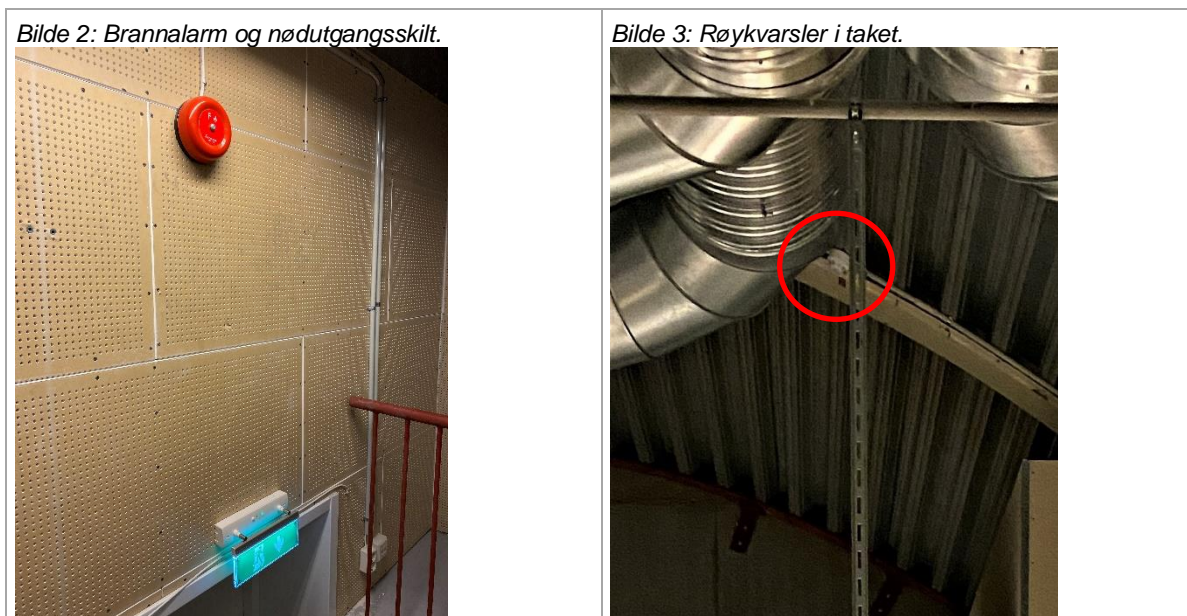 Bilde 2: Brannalarm og nødutgangsskilt.
Bilde 3: Røykvarsler i taket.